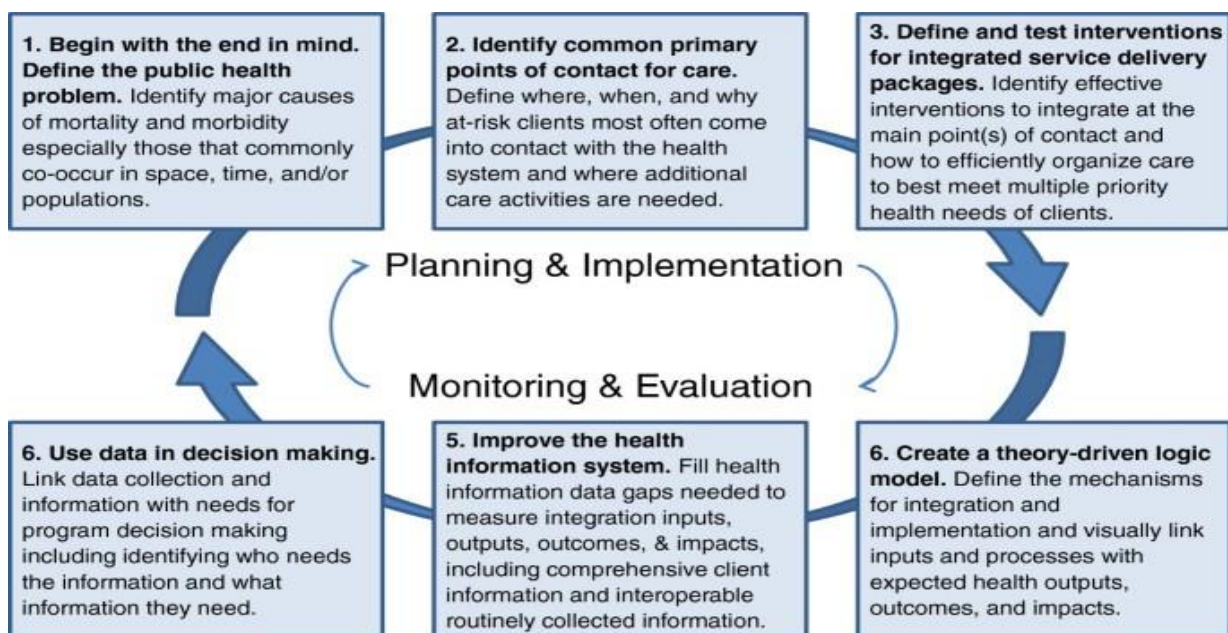 1. Begin with the end in mind.
Define the public health
problem. Identify major causes
of mortality and morbidity
especially those that commonly
co-occur in space, time, and/or
populations.
2. Identify common primary
points of contact for care.
Define where, when, and why
at-risk clients most often come
into contact with the health
system and where additional
care activities are needed.
3. Define and test interventions
for integrated service delivery
packages. Identify effective
interventions to integrate at the
main point(s) of contact and
how to efficiently organize care
to best meet multiple priority
health needs of clients.
Planning & Implementation
Monitoring & Evaluation
6. Use data in decision making.
Link data collection and
information with needs for
program decision making
including identifying who needs
the information and what
information they need.
5. Improve the health
information system. Fill health
information data gaps needed to
measure integration inputs,
outputs, outcomes, & impacts,
including comprehensive client
information and interoperable
routinely collected information.
6. Create a theory-driven logic
model. Define the mechanisms
for integration and
implementation and visually link
inputs and processes with
expected health outputs,
outcomes, and impacts.